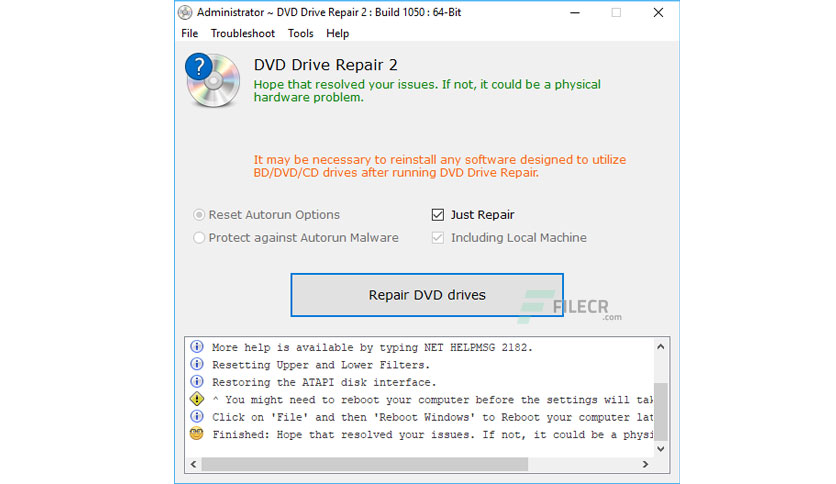 Administrator ~ DVD Drive Repair 2 : Build 1050 : 64-Bit
File Troubleshoot Tools Help
?
DVD Drive Repair 2
Hope that resolved your issues. If not, it could be a physical
hardware problem.
It may be necessary to reinstall any software designed to utilize
BD/DVD/CD drives after running DVD Drive Repair.
Reset Autorun Options
Just Repair
Protect against Autorun Malware
Including Local Machine
Repair DVD drives
FILECR
.com
More help is available by typing NET HELPMSG 2182.
Resetting Upper and Lower Filters.
Restoring the ATAPI disk interface.
^ You might need to reboot your computer before the settings will tak
Click on 'File' and then 'Reboot Windows' to Reboot your computer lat
Finished: Hope that resolved your issues. If not, it could be a physi